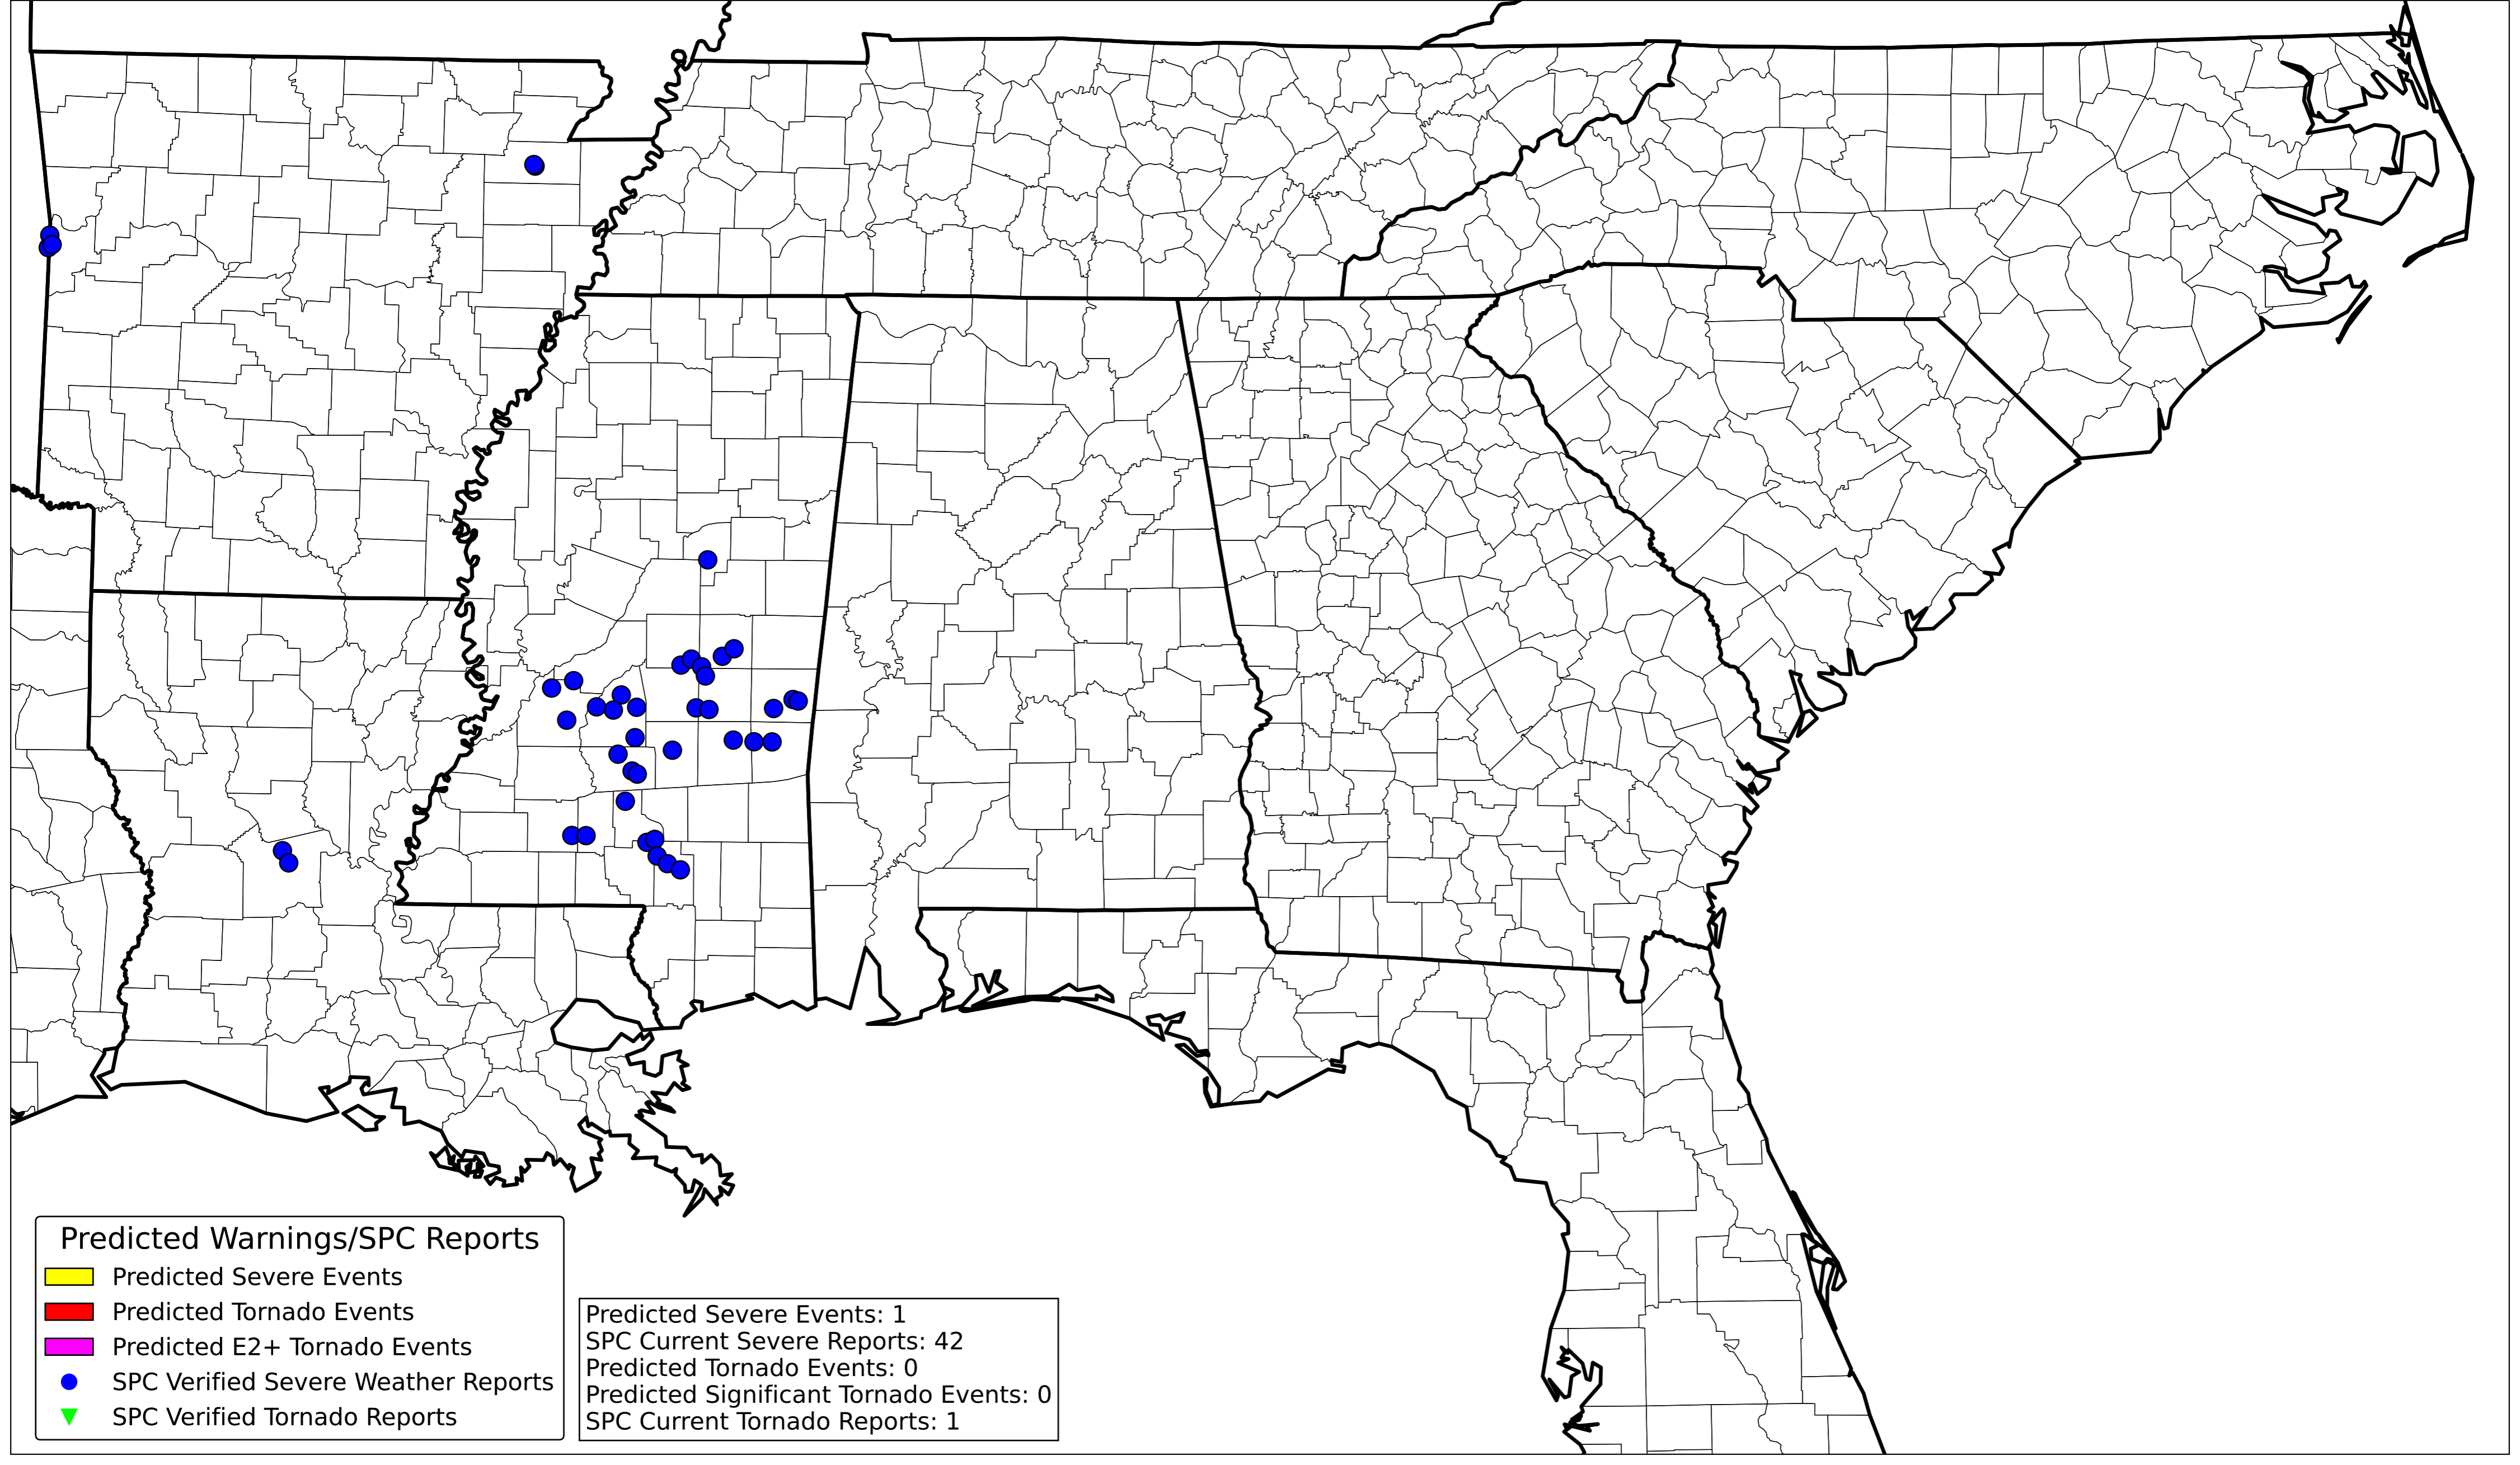 Predicted Warnings/SPC Reports
Predicted Severe Events
Predicted Tornado Events
Predicted E2+ Tornado Events
SPC Verified Severe Weather Reports
SPC Verified Tornado Reports
Predicted Severe Events: 1
SPC Current Severe Reports: 42
Predicted Tornado Events: 0
Predicted Significant Tornado Events: 0
SPC Current Tornado Reports: 1